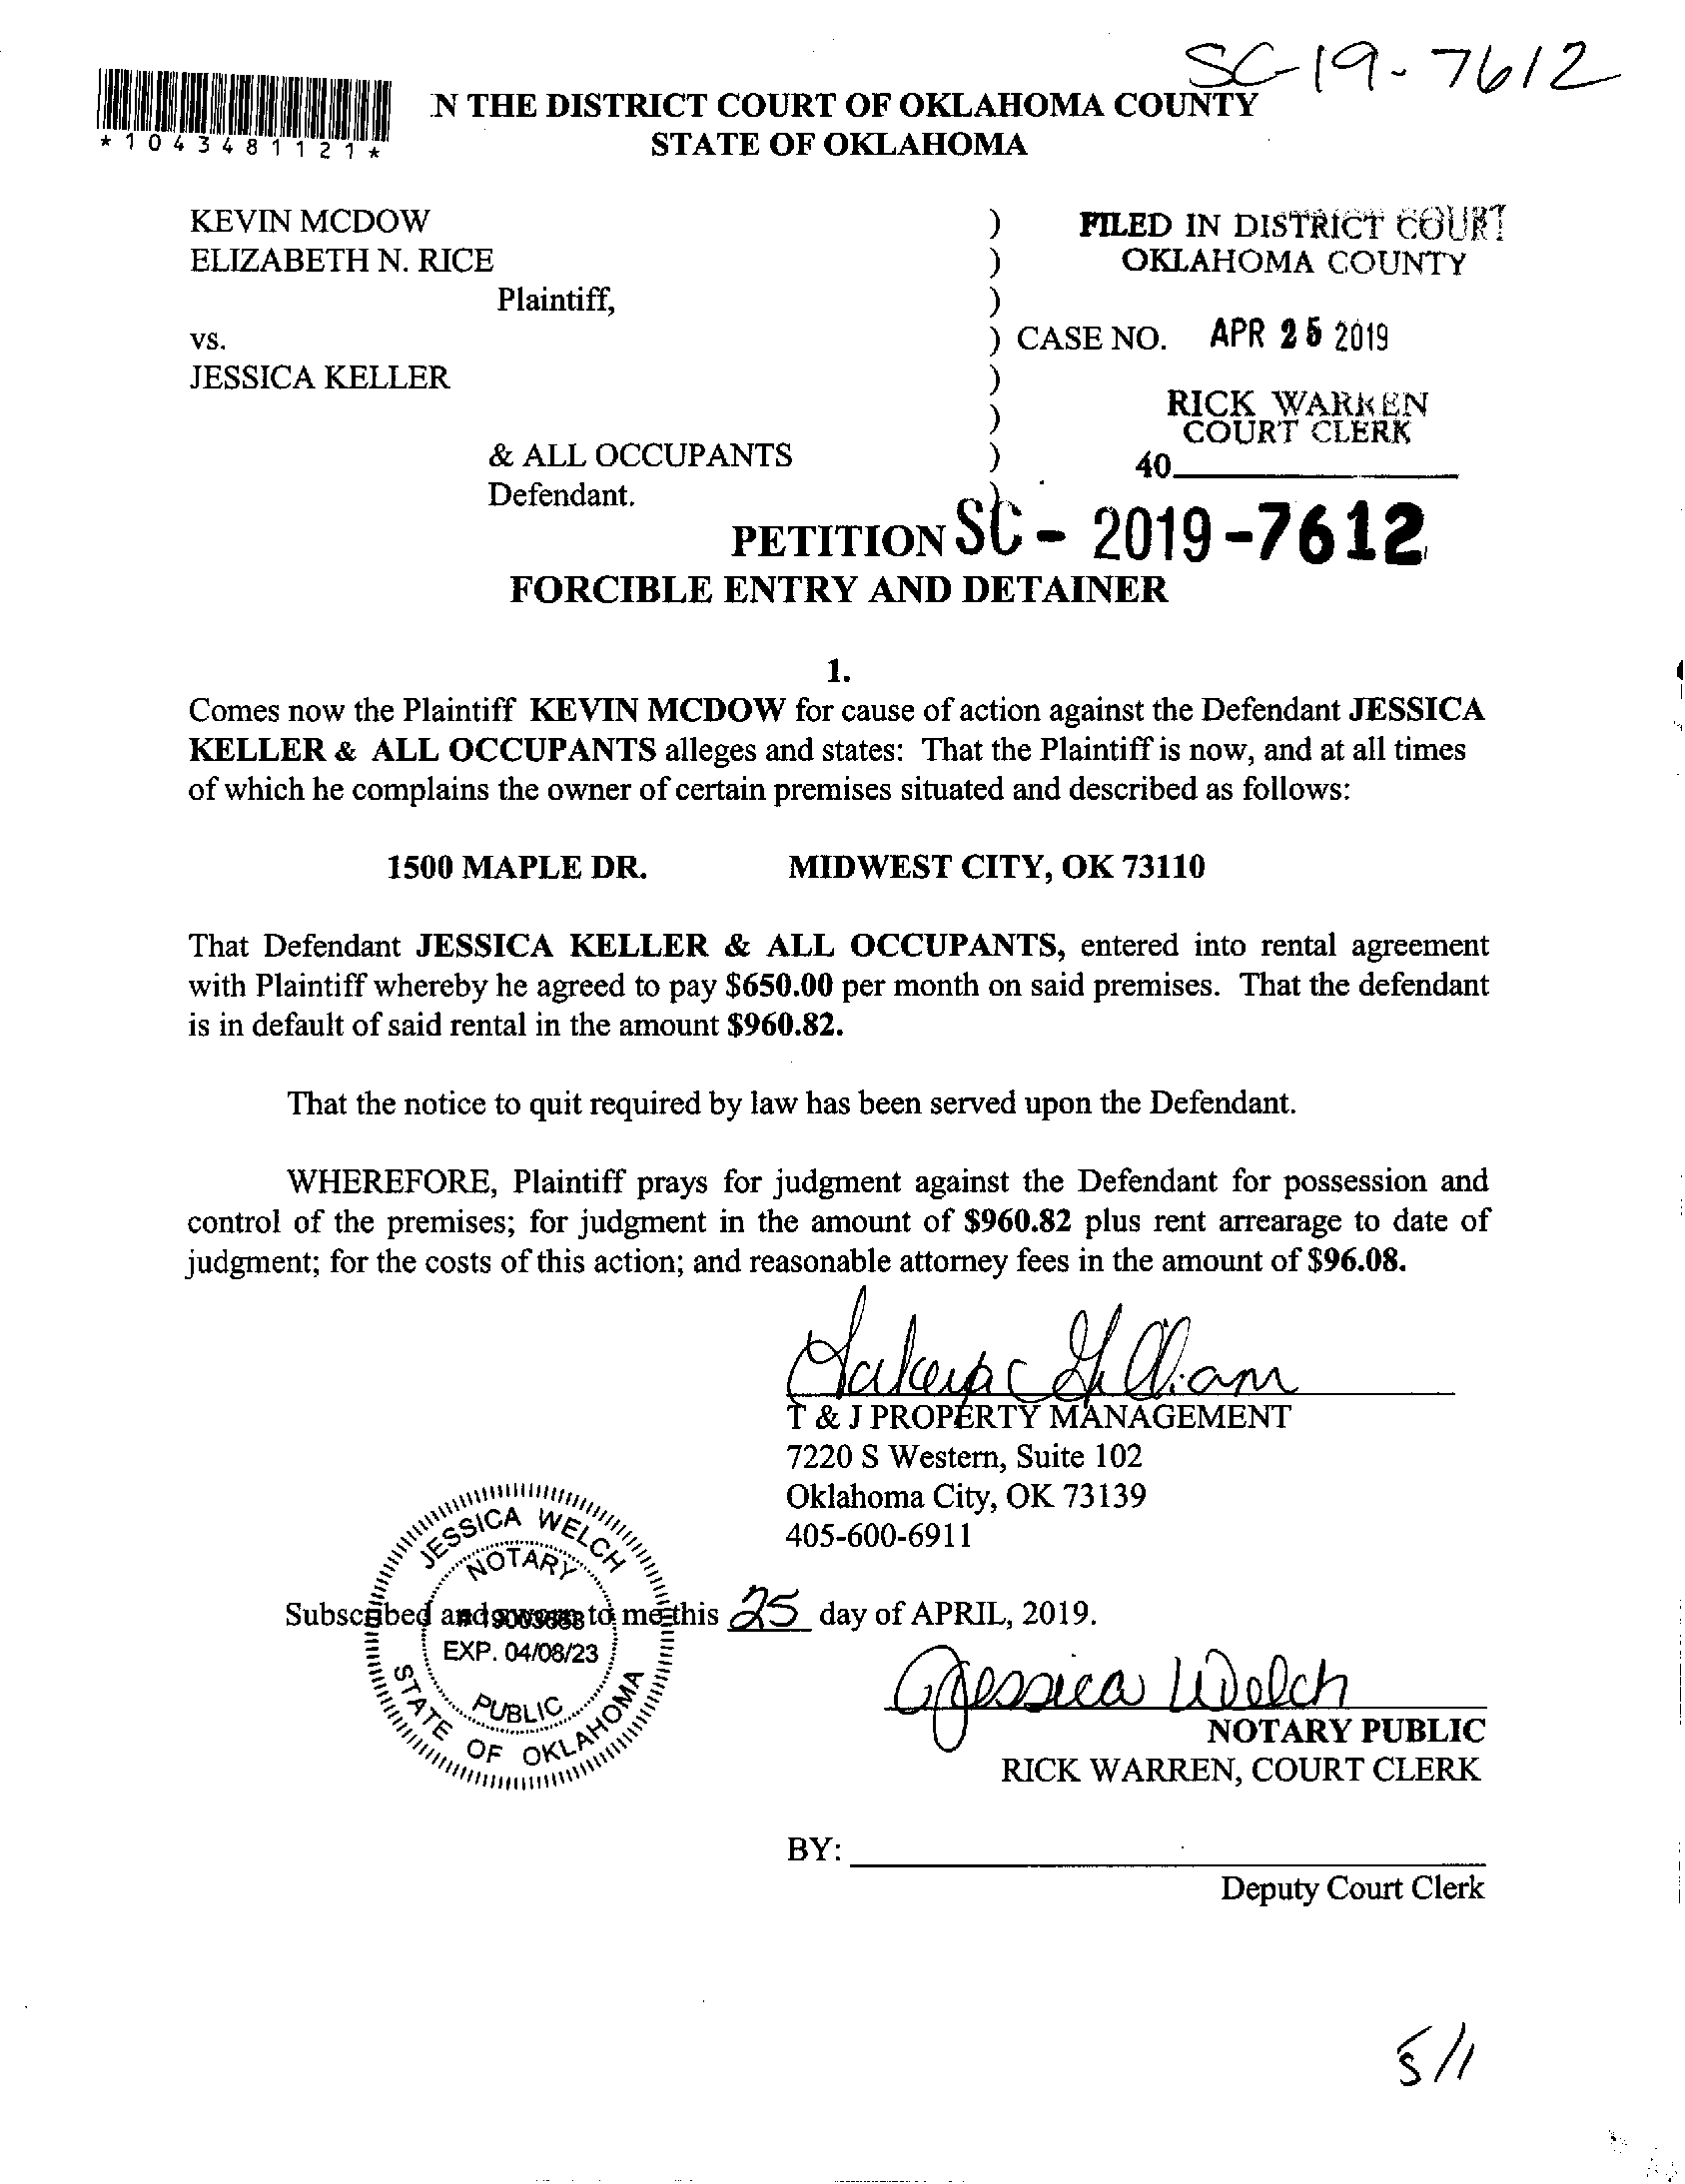 SC-19-7612
*1043481121*
N THE DISTRICT COURT OF OKLAHOMA COUNTY
STATE OF OKLAHOMA
KEVIN MCDOW )
ELIZABETH N. RICE )
Plaintiff, )
vs. ) CASE NO.
JESSICA KELLER )
)
& ALL OCCUPANTS )
Defendant. )
FILED IN DISTRICT COURT
OKLAHOMA COUNTY
APR 25 2019
RICK WARREN
COURT CLERK
40
PETITION SC - 2019 - 7612
FORCIBLE ENTRY AND DETAINER
1.
Comes now the Plaintiff KEVIN MCDOW for cause of action against the Defendant JESSICA
KELLER & ALL OCCUPANTS alleges and states: That the Plaintiff is now, and at all times
of which he complains the owner of certain premises situated and described as follows:
1500 MAPLE DR. MIDWEST CITY, OK 73110
That Defendant JESSICA KELLER & ALL OCCUPANTS, entered into rental agreement
with Plaintiff whereby he agreed to pay $650.00 per month on said premises. That the defendant
is in default of said rental in the amount $960.82.
That the notice to quit required by law has been served upon the Defendant.
WHEREFORE, Plaintiff prays for judgment against the Defendant for possession and
control of the premises; for judgment in the amount of $960.82 plus rent arrearage to date of
judgment; for the costs of this action; and reasonable attorney fees in the amount of $96.08.
T & J PROPERTY MANAGEMENT
7220 S Western, Suite 102
Oklahoma City, OK 73139
405-600-6911
JESSICA WELCH
NOTARY
EXP. 04/08/23
PUBLIC
STATE OF OKLAHOMA
Subscribed and sworn to me this 25 day of APRIL, 2019.
Jessica Welch
NOTARY PUBLIC
RICK WARREN, COURT CLERK
BY:
Deputy Court Clerk
5/1